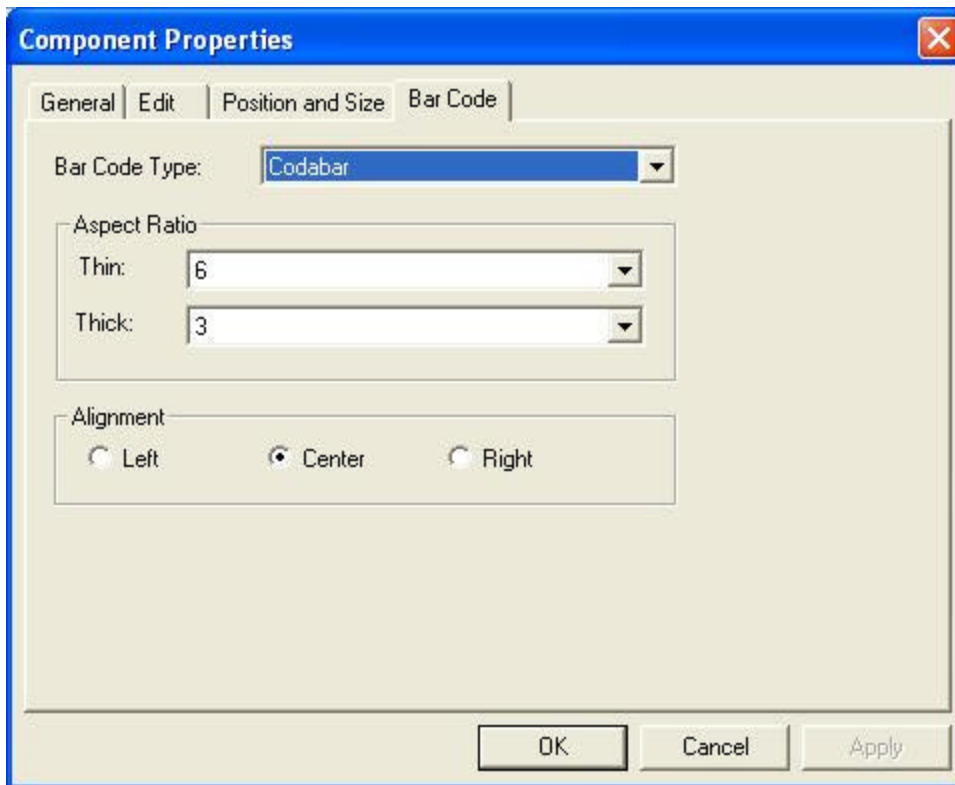 Component Properties
General Edit Position and Size Bar Code
Bar Code Type: Codabar
Aspect Ratio
Thin: 6
Thick: 3
Alignment
Left Center Right
OK Cancel Apply